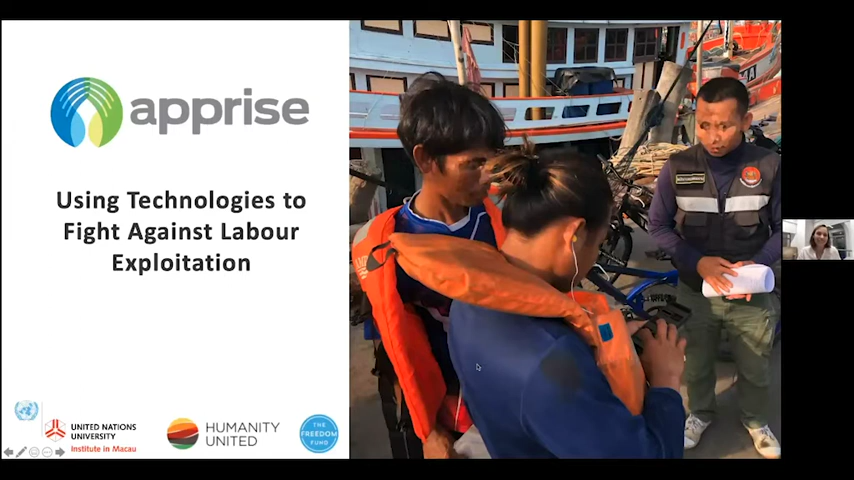 apprise
Using Technologies to
Fight Against Labour
Exploitation
UNITED NATIONS
UNIVERSITY
Institute in Macau
HUMANITY
UNITED
THE
FREEDOM
FUND